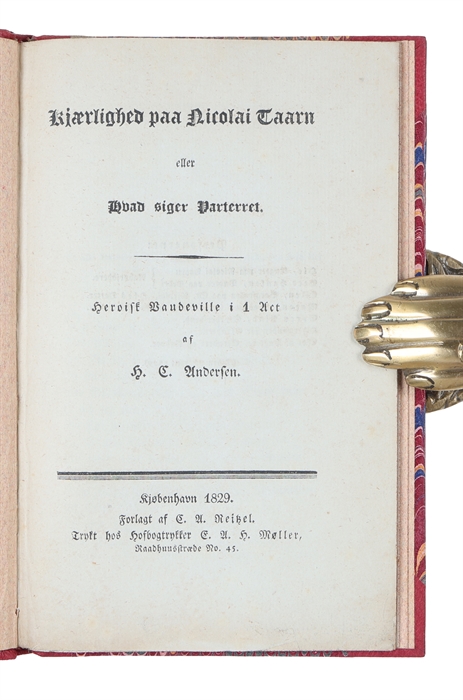 Kjærlighed paa Nicolai Taarn
eller
Hvad siger Parterret.
Heroisk Vaudeville i 1 Act
af
H. C. Andersen.
Kjøbenhavn 1829.
Forlagt af C. A. Reitzel.
Trykt hos Hofbogtrykker E. A. H. Møller,
Raadhuusstræde No. 45.